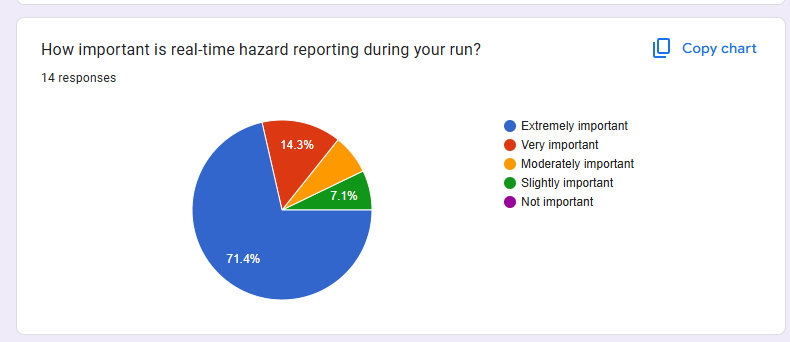 How important is real-time hazard reporting during your run?
Copy chart
14 responses
14.3%
7.1%
71.4%
Extremely important
Very important
Moderately important
Slightly important
Not important